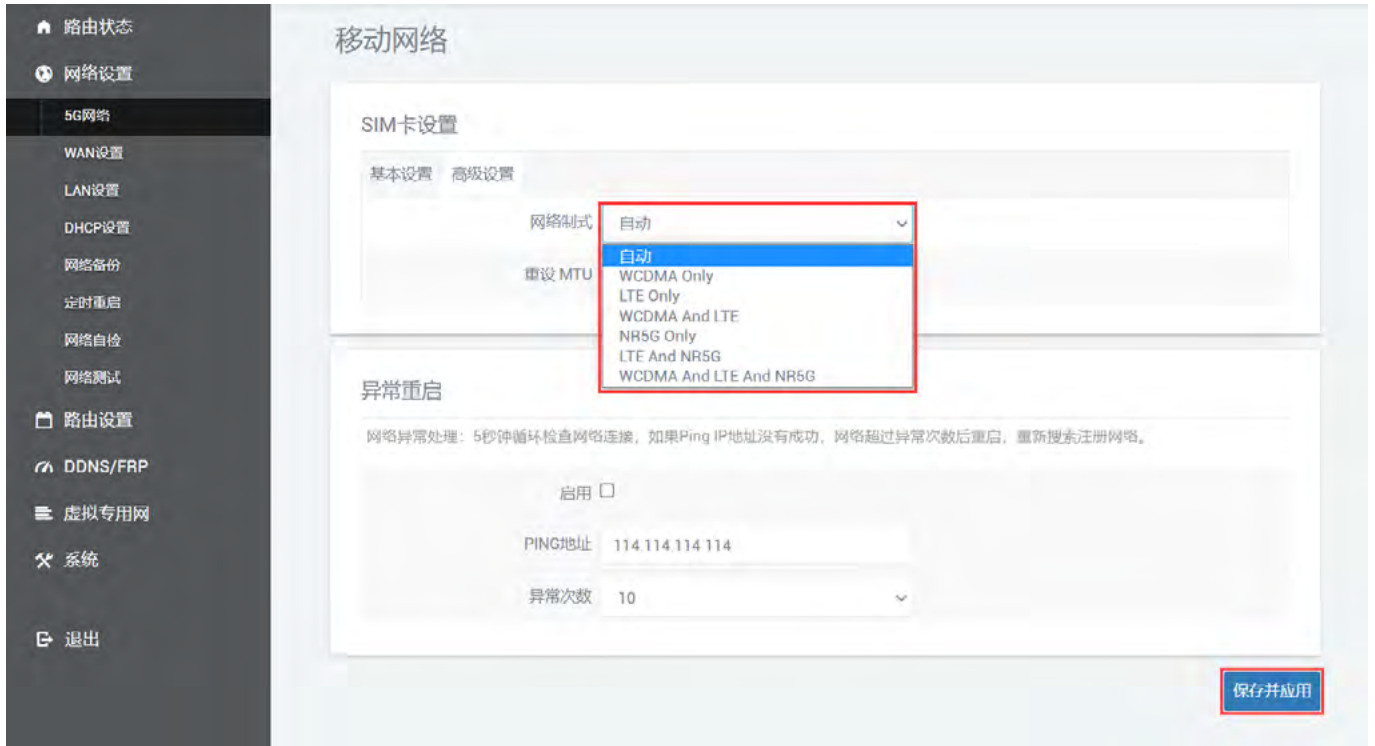 路由状态
网络设置
5G网络
WAN设置
LAN设置
DHCP设置
网络备份
定时重启
网络自检
网络测试
路由设置
DDNS/FRP
虚拟专用网
系统
退出
移动网络
SIM卡设置
基本设置 高级设置
网络制式 自动
自动
重设 MTU
WCDMA Only
LTE Only
WCDMA And LTE
NR5G Only
LTE And NR5G
WCDMA And LTE And NR5G
异常重启
网络异常处理：5秒钟循环检查网络连接，如果Ping IP地址没有成功，网络超过异常次数后重启，重新搜索注册网络。
启用
PING地址 114.114.114.114
异常次数 10
保存并应用